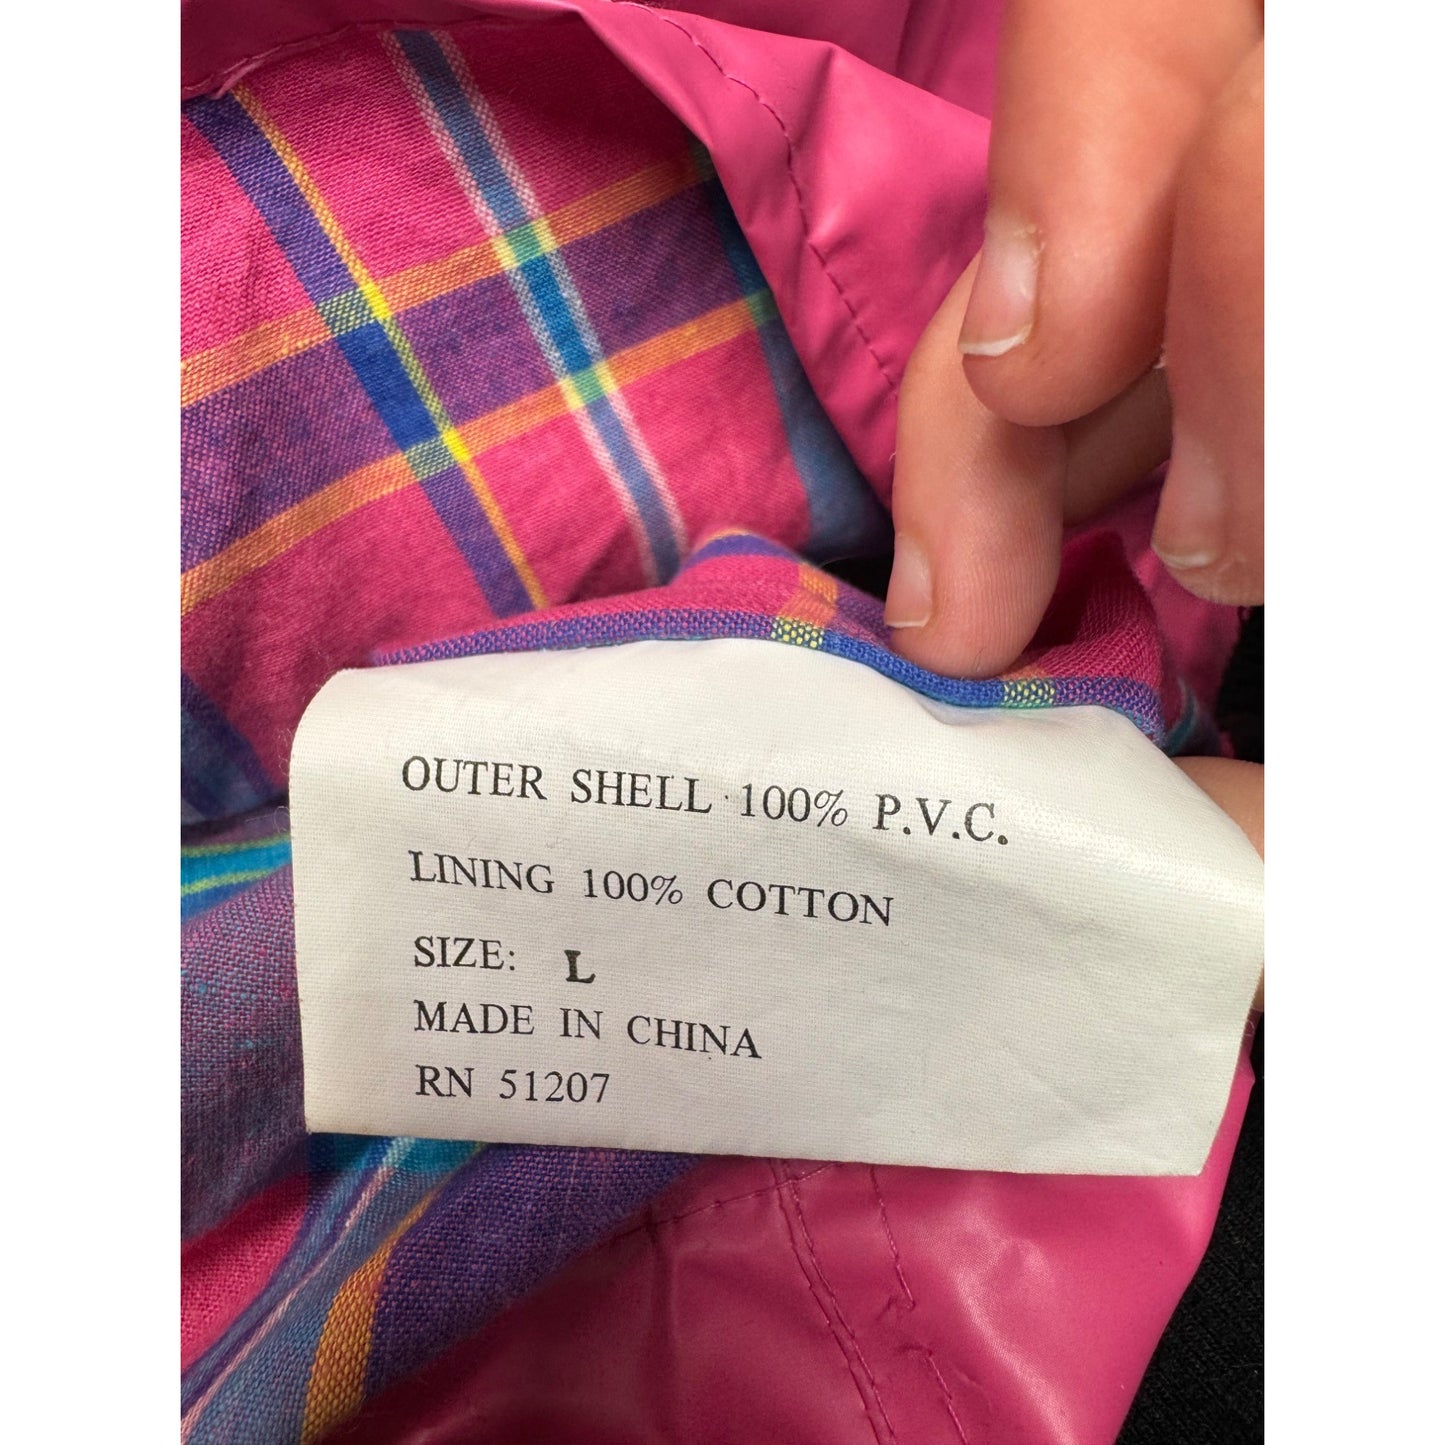 OUTER SHELL 100% P.V.C.
LINING 100% COTTON
SIZE: L
MADE IN CHINA
RN 51207